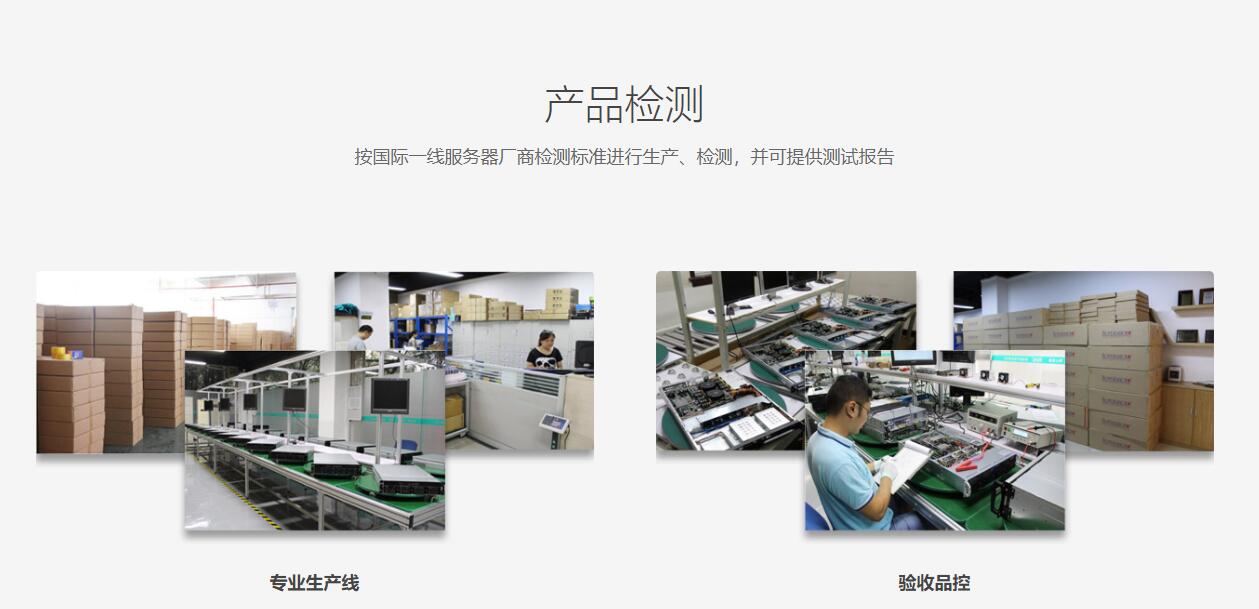 产品检测
按国际一线服务器厂商检测标准进行生产、检测，并可提供测试报告
专业生产线
验收品控